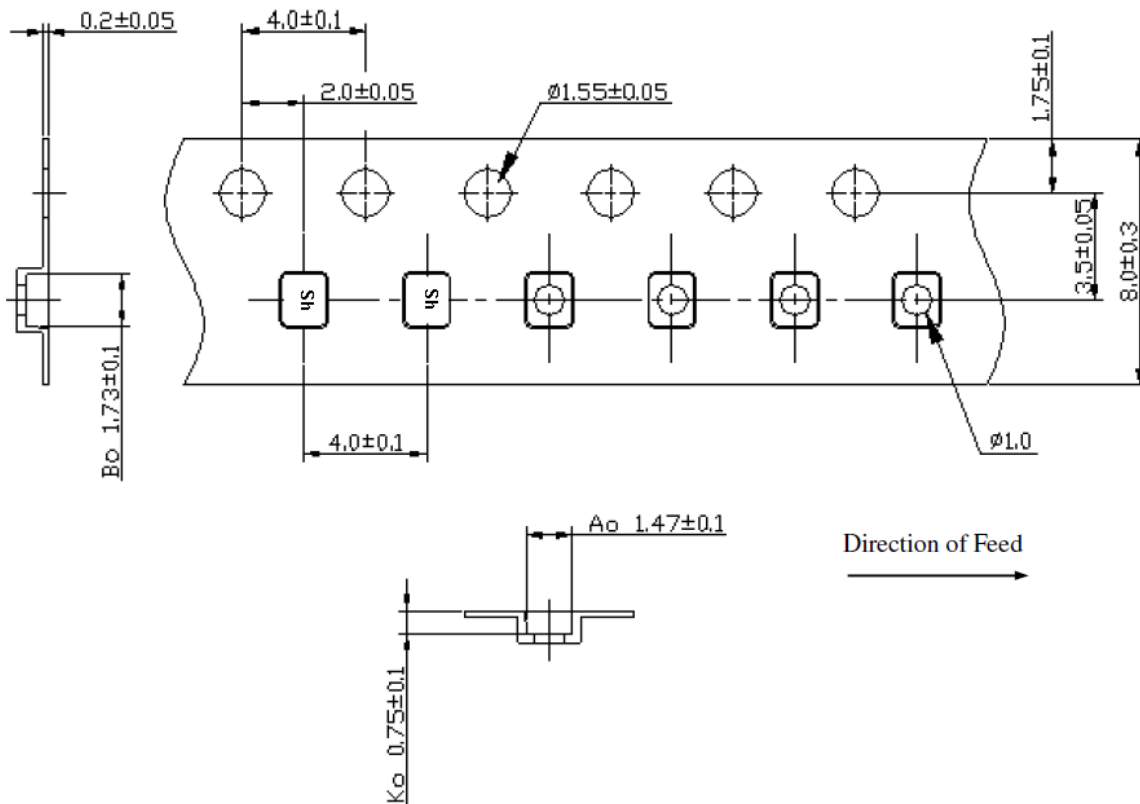 0.2±0.05
4.0±0.1
2.0±0.05
Ø1.55±0.05
1.75±0.1
3.5±0.05
8.0±0.3
Sh
Sh
Bo 1.73±0.1
4.0±0.1
Ø1.0
Ao 1.47±0.1
Direction of Feed
Ko 0.75±0.1